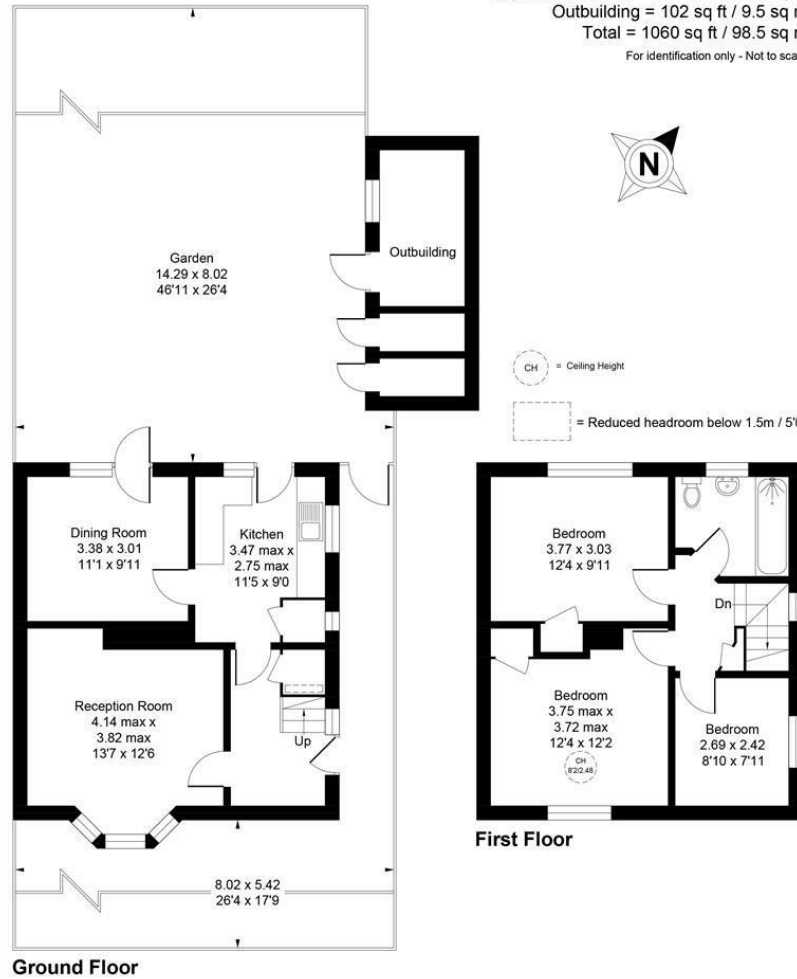 Outbuilding = 102 sq ft / 9.5 sq
Total = 1060 sq ft / 98.5 sq
For identification only - Not to
N
Garden
14.29 x 8.02
46'11 x 26'4
Outbuilding
CH = Ceiling Height
= Reduced headroom below 1.5m /
Dining Room
3.38 x 3.01
11'1 x 9'11
Kitchen
3.47 max x
2.75 max
11'5 x 9'0
Reception Room
4.14 max x
3.82 max
13'7 x 12'6
Up
8.02 x 5.42
26'4 x 17'9
Ground Floor
Bedroom
3.77 x 3.03
12'4 x 9'11
Dn
Bedroom
3.75 max x
3.72 max
12'4 x 12'2
CH
8'2/2.48
Bedroom
2.69 x 2.42
8'10 x 7'11
First Floor